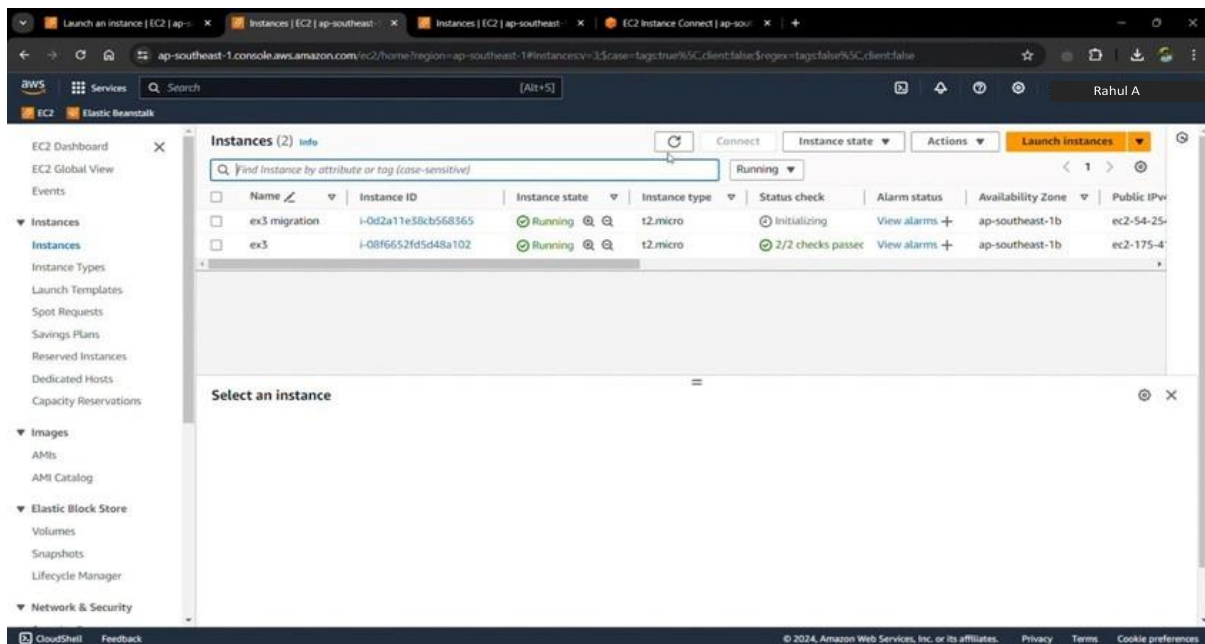 Launch an instance | EC2 | ap-s
Instances | EC2 | ap-southeast-
Instances | EC2 | ap-southeast-
EC2 Instance Connect | ap-sou
ap-southeast-1.console.aws.amazon.com/ec2/home?region=ap-southeast-1#Instances:v=3;$case=tags:true%5C,client:false;$regex=tags:false%5C,client:false
aws Services Search [Alt+S] Rahul A
EC2 Elastic Beanstalk
EC2 Dashboard
EC2 Global View
Events
Instances
Instances
Instance Types
Launch Templates
Spot Requests
Savings Plans
Reserved Instances
Dedicated Hosts
Capacity Reservations
Images
AMIs
AMI Catalog
Elastic Block Store
Volumes
Snapshots
Lifecycle Manager
Network & Security
Instances (2) Info Connect Instance state Actions Launch instances
Find Instance by attribute or tag (case-sensitive) Running 1
Name Instance ID Instance state Instance type Status check Alarm status Availability Zone Public IPv
ex3 migration i-0d2a11e38cb568365 Running t2.micro Initializing View alarms + ap-southeast-1b ec2-54-25
ex3 i-08f6652fd5d48a102 Running t2.micro 2/2 checks passec View alarms + ap-southeast-1b ec2-175-4
Select an instance
CloudShell Feedback © 2024, Amazon Web Services, Inc. or its affiliates. Privacy Terms Cookie preferences